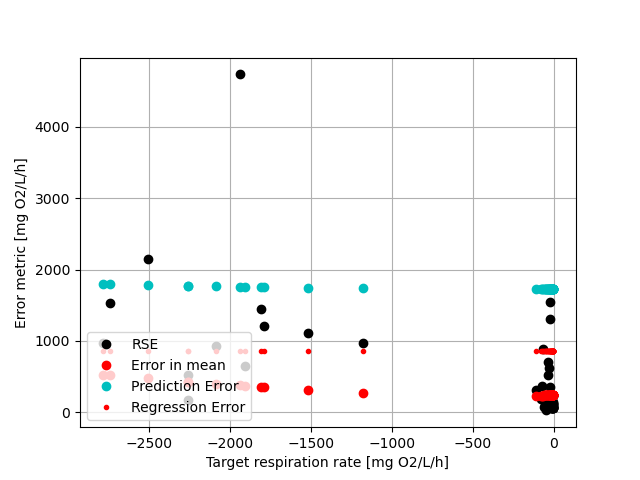 4000
3000
2000
1000
0
Error metric [mg O2/L/h]
RSE
Error in mean
Prediction Error
Regression Error
−2500
−2000
−1500
−1000
−500
0
Target respiration rate [mg O2/L/h]